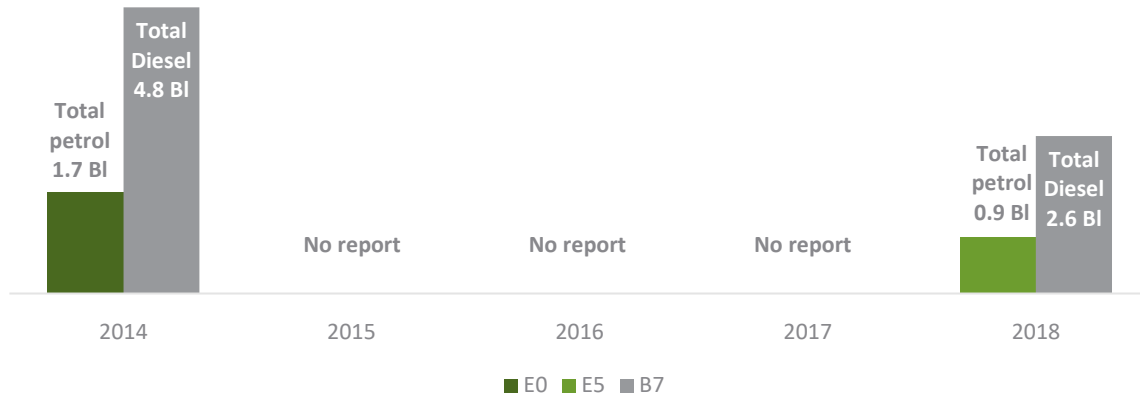 Total
Diesel
4.8 Bl
Total
petrol
1.7 Bl
No report
No report
No report
Total
petrol
0.9 Bl
Total
Diesel
2.6 Bl
2014
2015
2016
2017
2018
E0
E5
B7